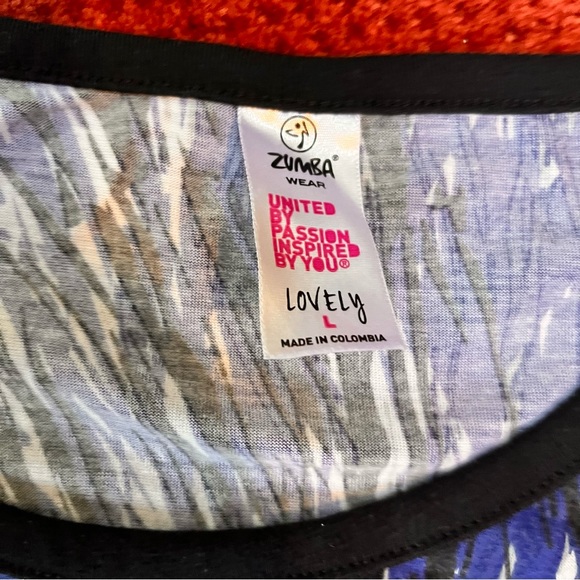 ZUMBA®
WEAR
UNITED
BY
PASSION
INSPIRED
BY YOU®
LOVELY
L
MADE IN COLOMBIA